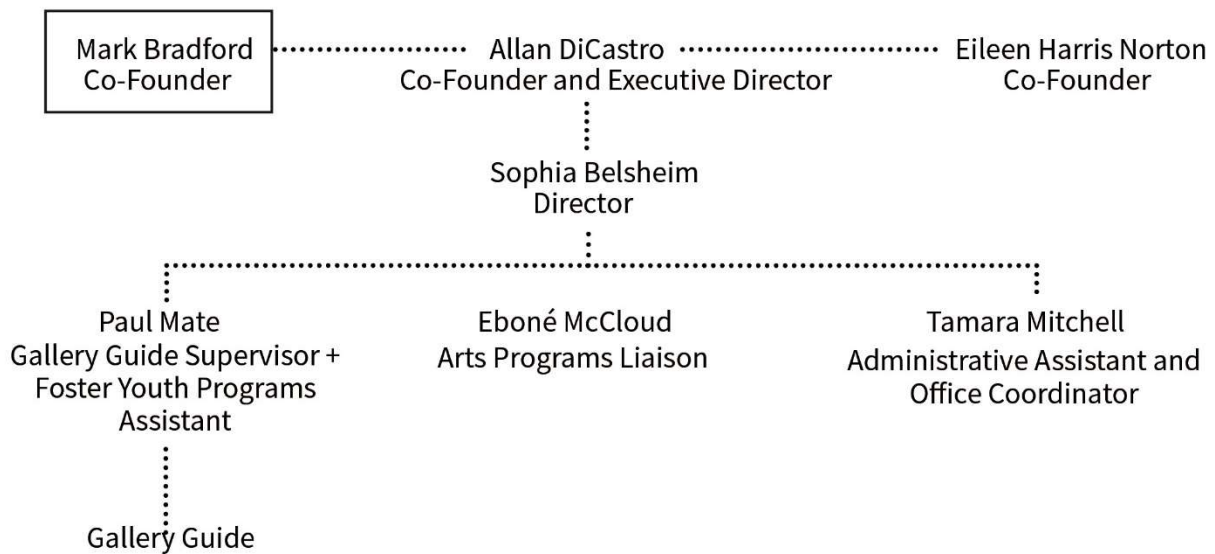 Mark Bradford
Co-Founder
Allan DiCastro
Co-Founder and Executive Director
Eileen Harris Norton
Co-Founder
Sophia Belsheim
Director
Paul Mate
Gallery Guide Supervisor +
Foster Youth Programs
Assistant
Eboné McCloud
Arts Programs Liaison
Tamara Mitchell
Administrative Assistant and
Office Coordinator
Gallery Guide